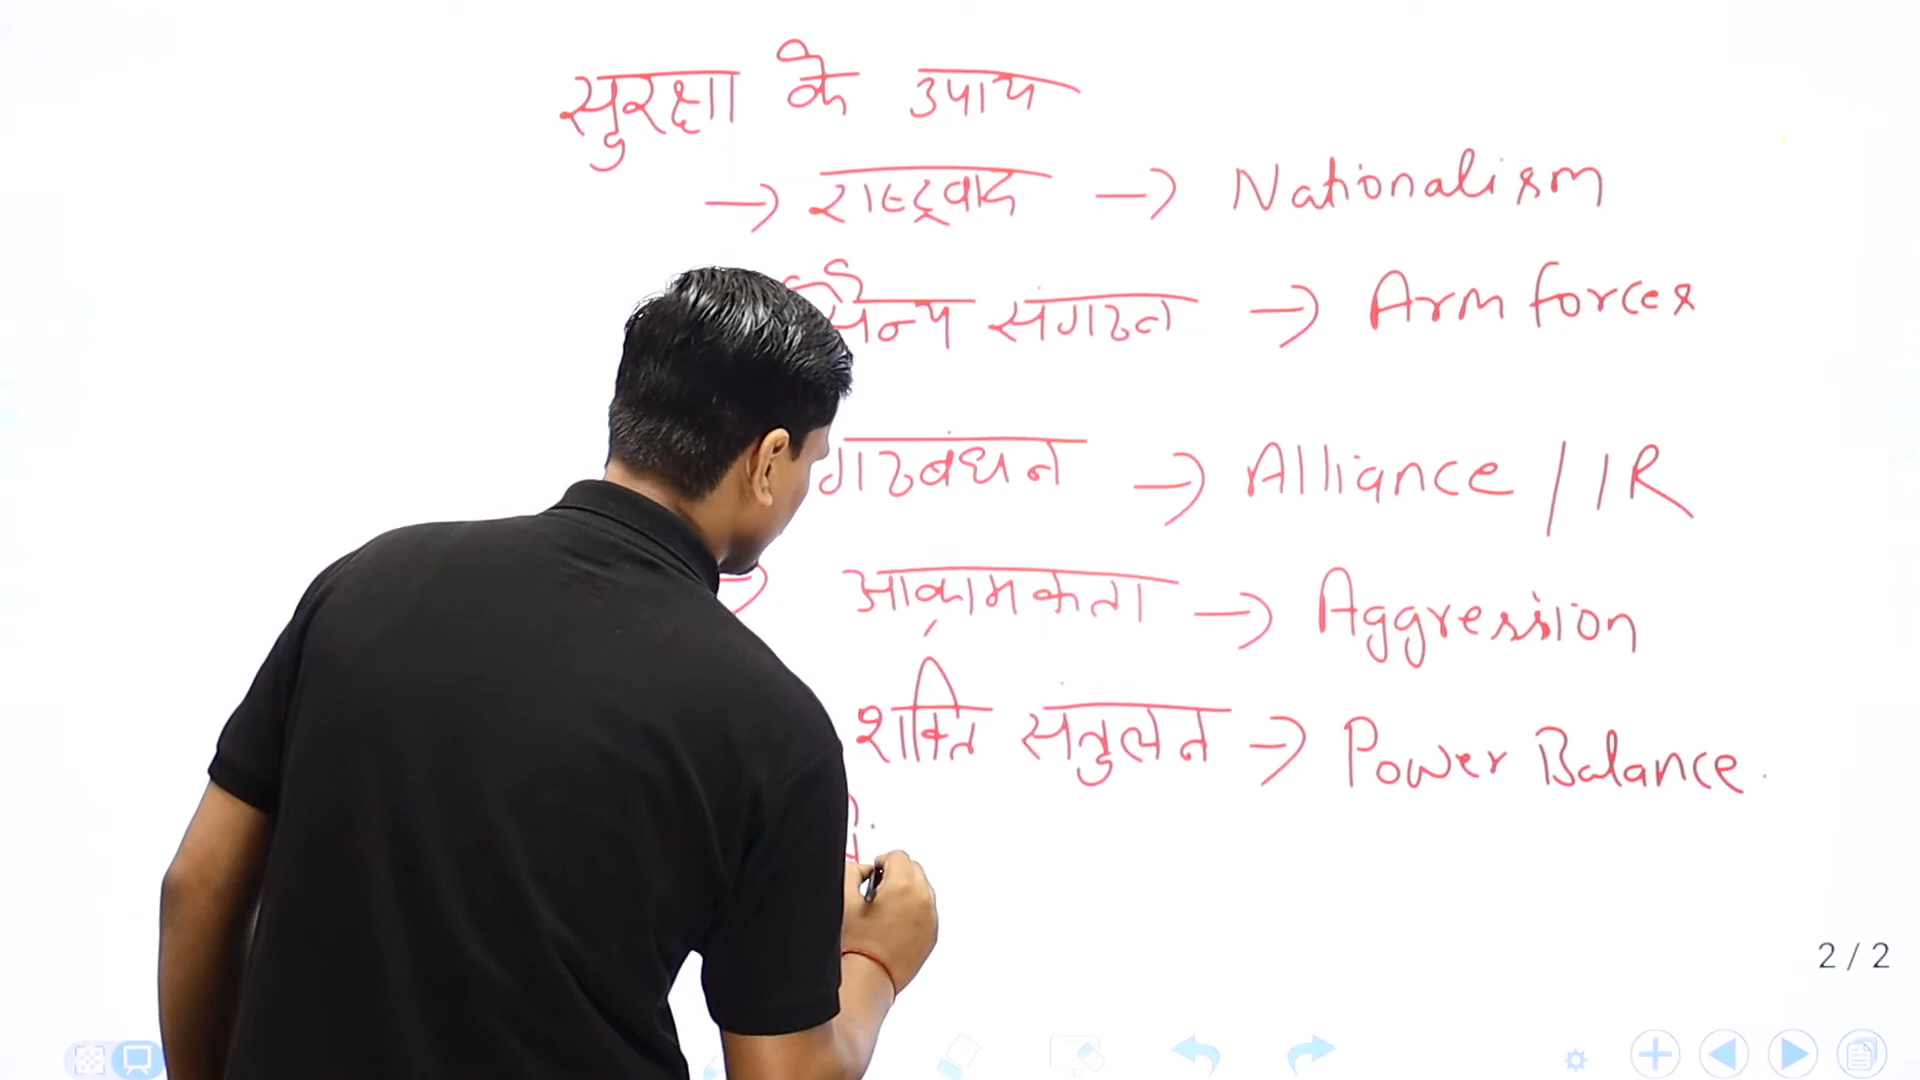 सुरक्षा के उपाय
→ राष्ट्रवाद → Nationalism
सैन्य संगठन → Arm forces
गठबंधन → Alliance / IR
→ आक्रामकता → Aggression
शक्ति संतुलन → Power Balance
2 / 2